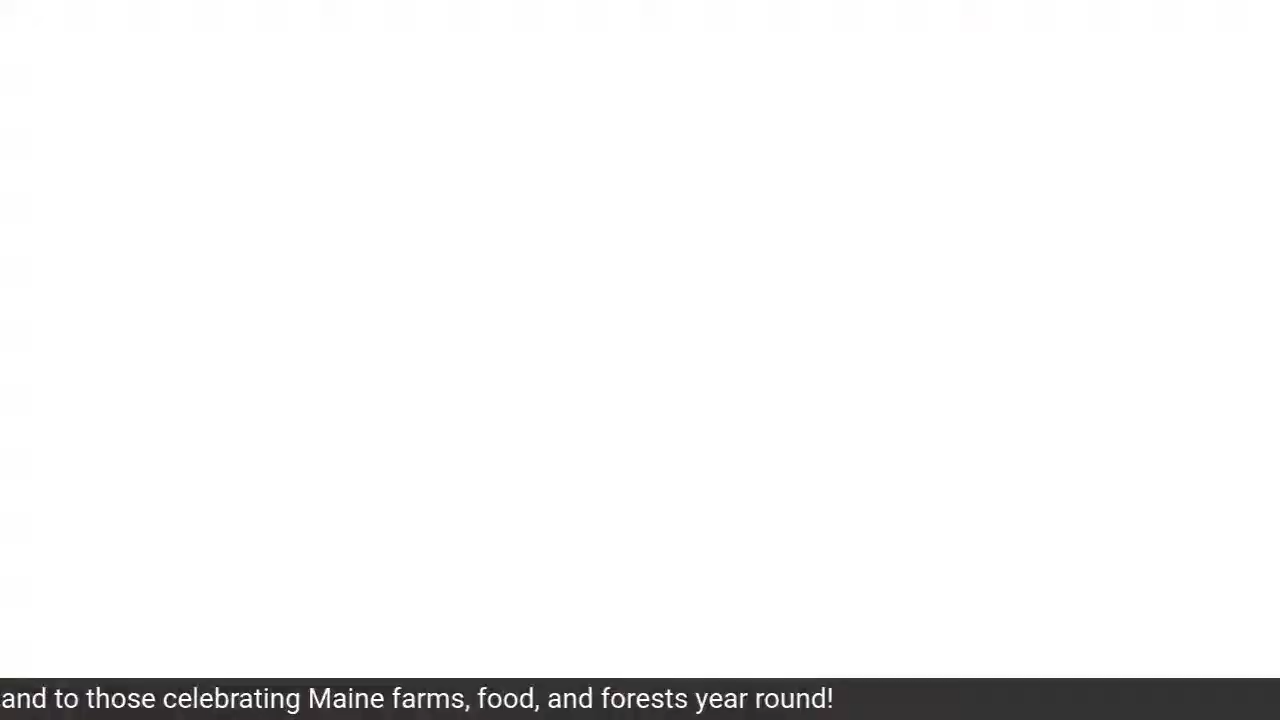 and to those celebrating Maine farms, food, and forests year round!